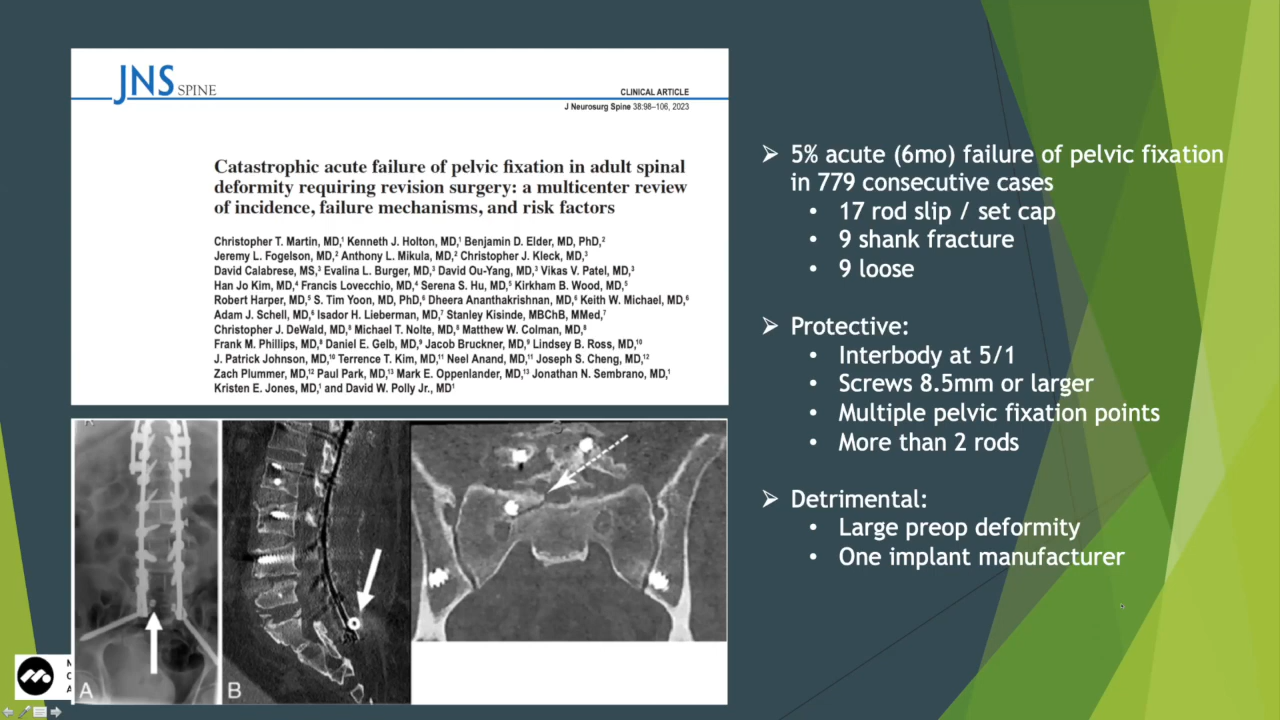 JNS SPINE
CLINICAL ARTICLE
J Neurosurg Spine 38:98–106, 2023
Catastrophic acute failure of pelvic fixation in adult spinal
deformity requiring revision surgery: a multicenter review
of incidence, failure mechanisms, and risk factors
Christopher T. Martin, MD,¹ Kenneth J. Holton, MD,¹ Benjamin D. Elder, MD, PhD,²
Jeremy L. Fogelson, MD,² Anthony L. Mikula, MD,² Christopher J. Kleck, MD,³
David Calabrese, MS,³ Evalina L. Burger, MD,³ David Ou-Yang, MD,³ Vikas V. Patel, MD,³
Han Jo Kim, MD,⁴ Francis Lovecchio, MD,⁴ Serena S. Hu, MD,⁵ Kirkham B. Wood, MD,⁵
Robert Harper, MD,⁵ S. Tim Yoon, MD, PhD,⁶ Dheera Ananthakrishnan, MD,⁶ Keith W. Michael, MD,⁶
Adam J. Schell, MD,⁶ Isador H. Lieberman, MD,⁷ Stanley Kisinde, MBChB, MMed,⁷
Christopher J. DeWald, MD,⁸ Michael T. Nolte, MD,⁸ Matthew W. Colman, MD,⁸
Frank M. Phillips, MD,⁸ Daniel E. Gelb, MD,⁹ Jacob Bruckner, MD,⁹ Lindsey B. Ross, MD,¹⁰
J. Patrick Johnson, MD,¹⁰ Terrence T. Kim, MD,¹¹ Neel Anand, MD,¹¹ Joseph S. Cheng, MD,¹²
Zach Plummer, MD,¹² Paul Park, MD,¹³ Mark E. Oppenlander, MD,¹³ Jonathan N. Sembrano, MD,¹
Kristen E. Jones, MD,¹ and David W. Polly Jr., MD¹
A
B
➢ 5% acute (6mo) failure of pelvic fixation
in 779 consecutive cases
• 17 rod slip / set cap
• 9 shank fracture
• 9 loose
➢ Protective:
• Interbody at 5/1
• Screws 8.5mm or larger
• Multiple pelvic fixation points
• More than 2 rods
➢ Detrimental:
• Large preop deformity
• One implant manufacturer